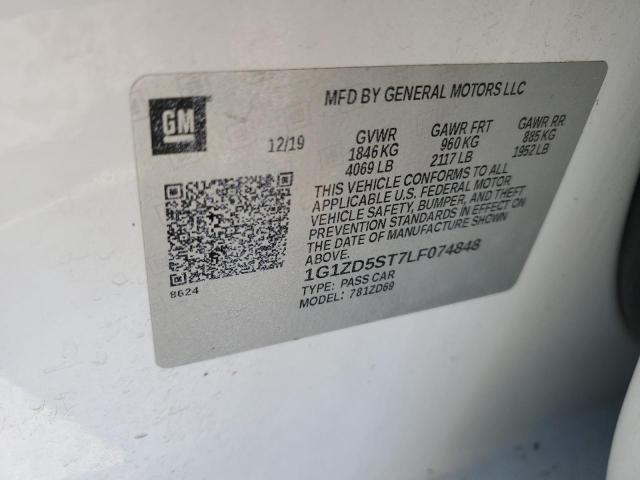 GM
MFD BY GENERAL MOTORS LLC
12/19 GVWR GAWR FRT GAWR RR
1846 KG 960 KG 885 KG
4069 LB 2117 LB 1952 LB
THIS VEHICLE CONFORMS TO ALL
APPLICABLE U.S. FEDERAL MOTOR
VEHICLE SAFETY, BUMPER, AND THEFT
PREVENTION STANDARDS IN EFFECT ON
THE DATE OF MANUFACTURE SHOWN
ABOVE.
1G1ZD5ST7LF074848
TYPE: PASS CAR
MODEL: 781ZD69
8624